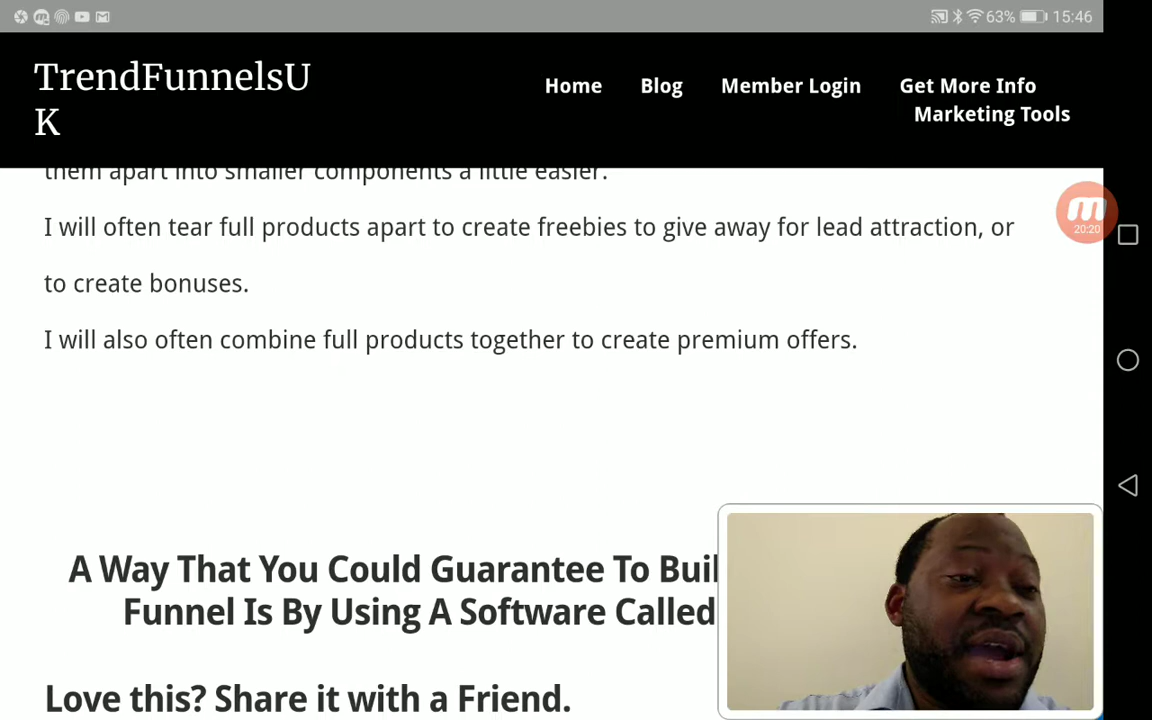 63% 15:46
TrendFunnelsU
K
Home Blog Member Login Get More Info
Marketing Tools
them apart into smaller components a little easier.
I will often tear full products apart to create freebies to give away for lead attraction, or
20:20
to create bonuses.
I will also often combine full products together to create premium offers.
A Way That You Could Guarantee To Buil
Funnel Is By Using A Software Called
Love this? Share it with a Friend.